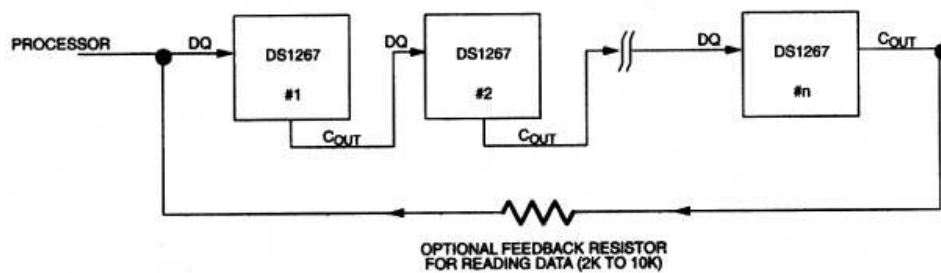 PROCESSOR
DQ
DS1267
#1
COUT
DQ
DS1267
#2
COUT
DQ
DS1267
#n
COUT
OPTIONAL FEEDBACK RESISTOR
FOR READING DATA (2K TO 10K)